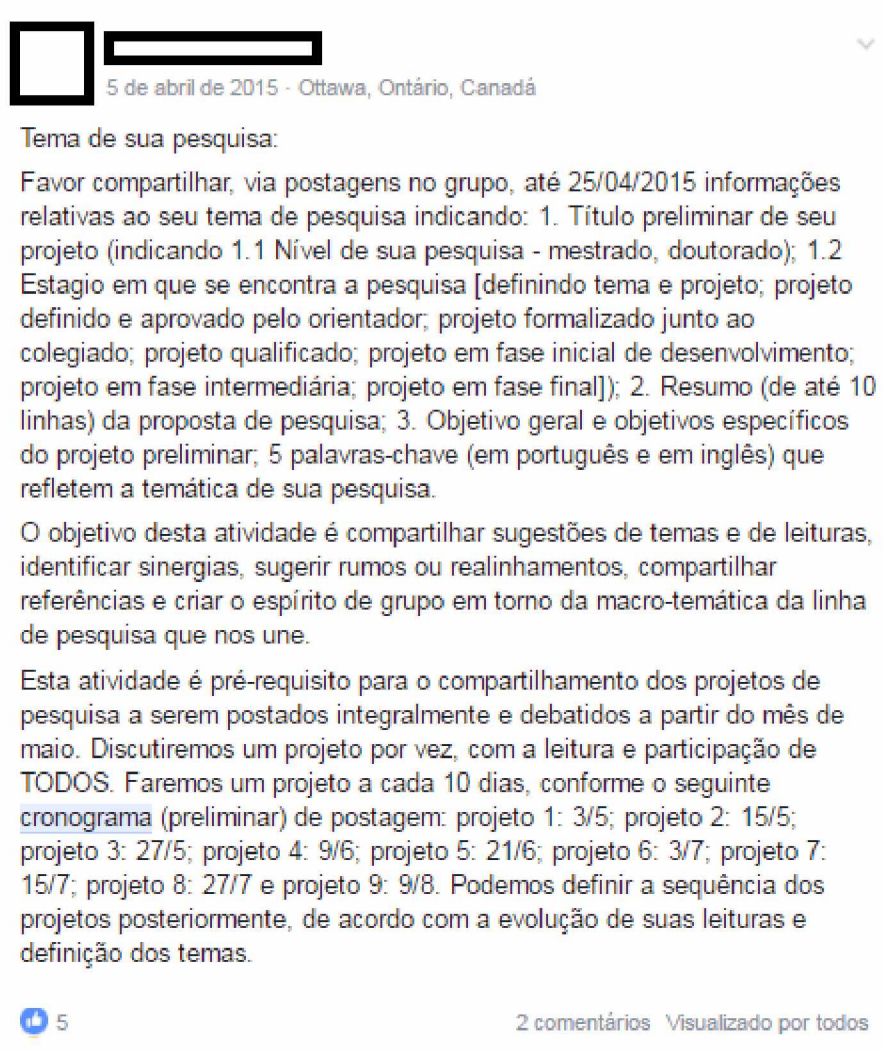 5 de abril de 2015 · Ottawa, Ontário, Canadá
Tema de sua pesquisa:
Favor compartilhar, via postagens no grupo, até 25/04/2015 informações
relativas ao seu tema de pesquisa indicando: 1. Título preliminar de seu
projeto (indicando 1.1 Nível de sua pesquisa - mestrado, doutorado); 1.2
Estagio em que se encontra a pesquisa [definindo tema e projeto; projeto
definido e aprovado pelo orientador; projeto formalizado junto ao
colegiado; projeto qualificado; projeto em fase inicial de desenvolvimento;
projeto em fase intermediária; projeto em fase final]); 2. Resumo (de até 10
linhas) da proposta de pesquisa; 3. Objetivo geral e objetivos específicos
do projeto preliminar; 5 palavras-chave (em português e em inglês) que
refletem a temática de sua pesquisa.
O objetivo desta atividade é compartilhar sugestões de temas e de leituras,
identificar sinergias, sugerir rumos ou realinhamentos, compartilhar
referências e criar o espírito de grupo em torno da macro-temática da linha
de pesquisa que nos une.
Esta atividade é pré-requisito para o compartilhamento dos projetos de
pesquisa a serem postados integralmente e debatidos a partir do mês de
maio. Discutiremos um projeto por vez, com a leitura e participação de
TODOS. Faremos um projeto a cada 10 dias, conforme o seguinte
cronograma (preliminar) de postagem: projeto 1: 3/5; projeto 2: 15/5;
projeto 3: 27/5; projeto 4: 9/6; projeto 5: 21/6; projeto 6: 3/7; projeto 7:
15/7; projeto 8: 27/7 e projeto 9: 9/8. Podemos definir a sequência dos
projetos posteriormente, de acordo com a evolução de suas leituras e
definição dos temas.
5 2 comentários Visualizado por todos